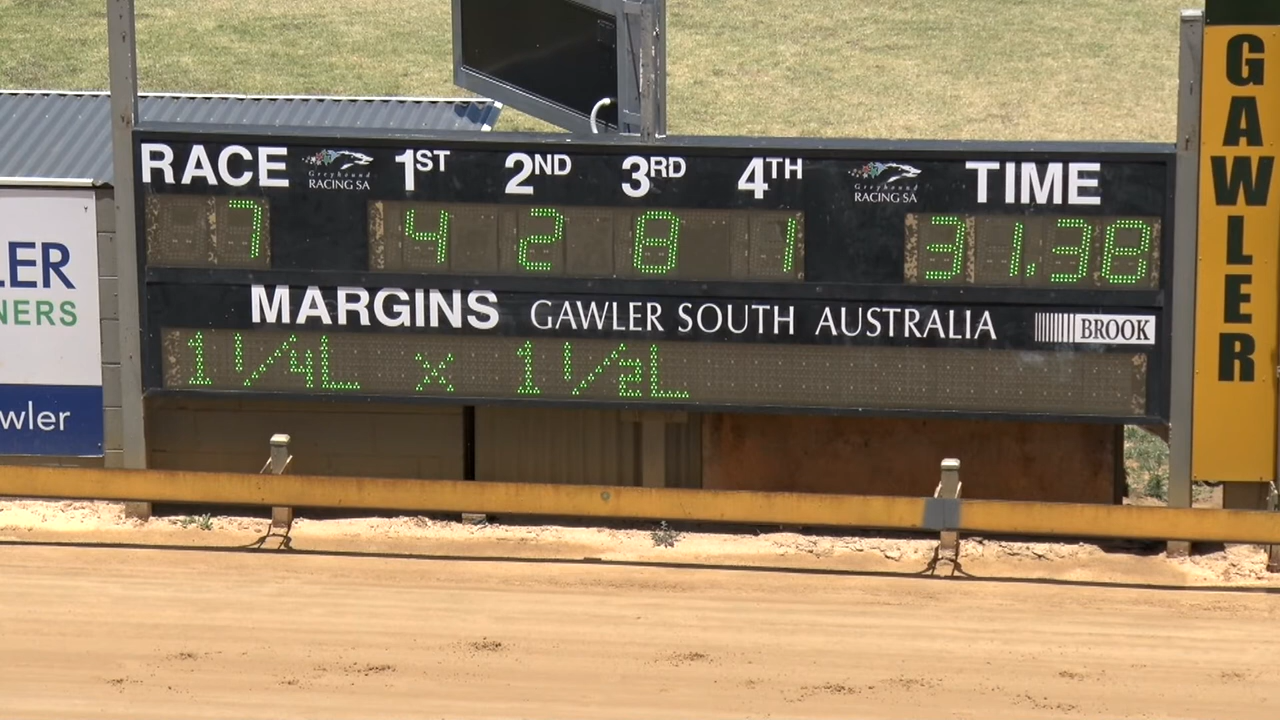 RACE
Greyhound
RACING SA
1ST 2ND 3RD 4TH
Greyhound
RACING SA
TIME
7 4 2 8 1 31.38
MARGINS GAWLER SOUTH AUSTRALIA BROOK
1 1/4L x 1 1/2L
LER
NERS
wler
GAWLER